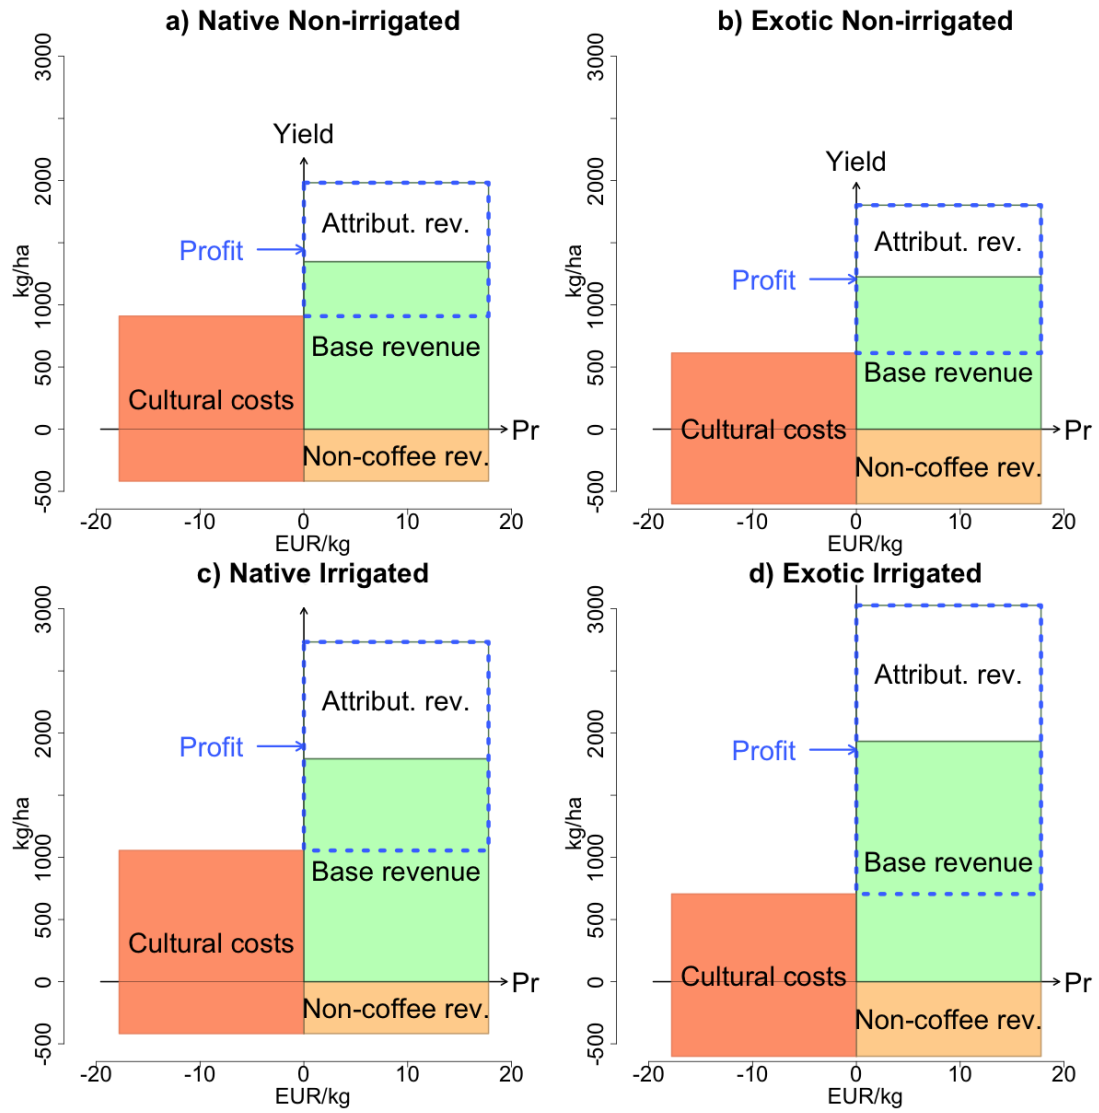 a) Native Non-irrigated
3000
2000
1000
500
0
-500
kg/ha
Yield
Attribut. rev.
Profit
Base revenue
Cultural costs
Pr
Non-coffee rev.
-20
-10
0
10
20
EUR/kg
b) Exotic Non-irrigated
3000
2000
1000
500
0
-500
kg/ha
Yield
Attribut. rev.
Profit
Base revenue
Cultural costs
Pr
Non-coffee rev.
-20
-10
0
10
20
EUR/kg
c) Native Irrigated
3000
2000
1000
500
0
-500
kg/ha
Attribut. rev.
Profit
Base revenue
Cultural costs
Pr
Non-coffee rev.
-20
-10
0
10
20
EUR/kg
d) Exotic Irrigated
3000
2000
1000
500
0
-500
kg/ha
Attribut. rev.
Profit
Base revenue
Cultural costs
Pr
Non-coffee rev.
-20
-10
0
10
20
EUR/kg